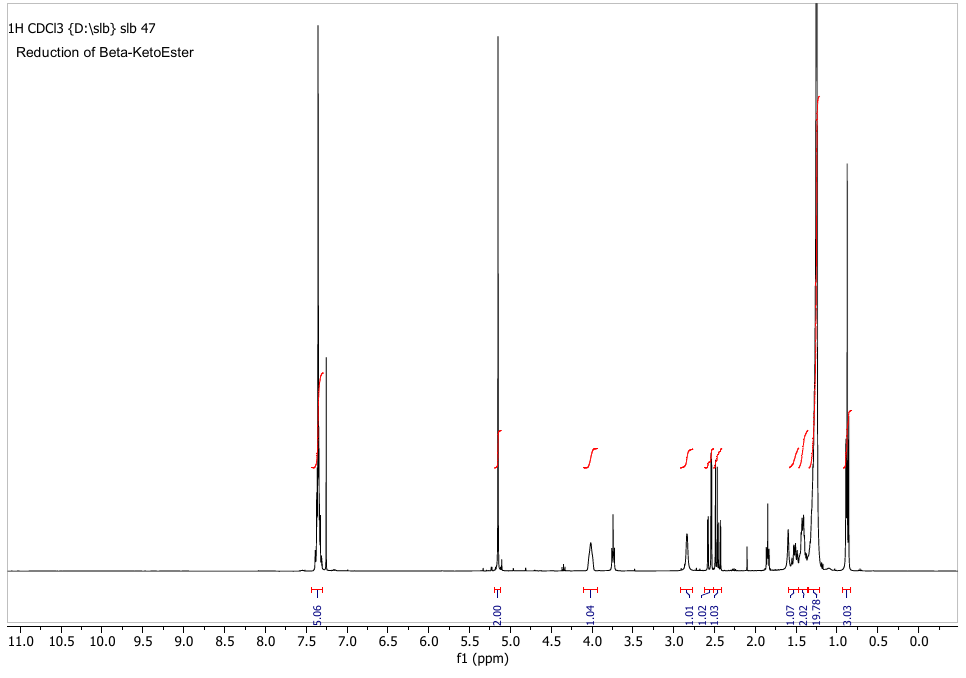 1H CDCl3 {D:\slb} slb 47
Reduction of Beta-KetoEster
5.06 2.00 1.04 1.01 1.02 1.03 1.07 2.02 19.78 3.03
11.0 10.5 10.0 9.5 9.0 8.5 8.0 7.5 7.0 6.5 6.0 5.5 5.0 4.5 4.0 3.5 3.0 2.5 2.0 1.5 1.0 0.5 0.0
f1 (ppm)